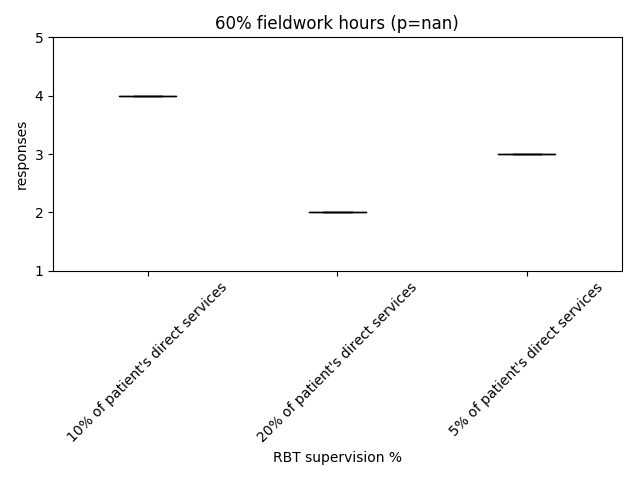 60% fieldwork hours (p=nan)
5
4
3
2
1
responses
10% of patient's direct services
20% of patient's direct services
5% of patient's direct services
RBT supervision %